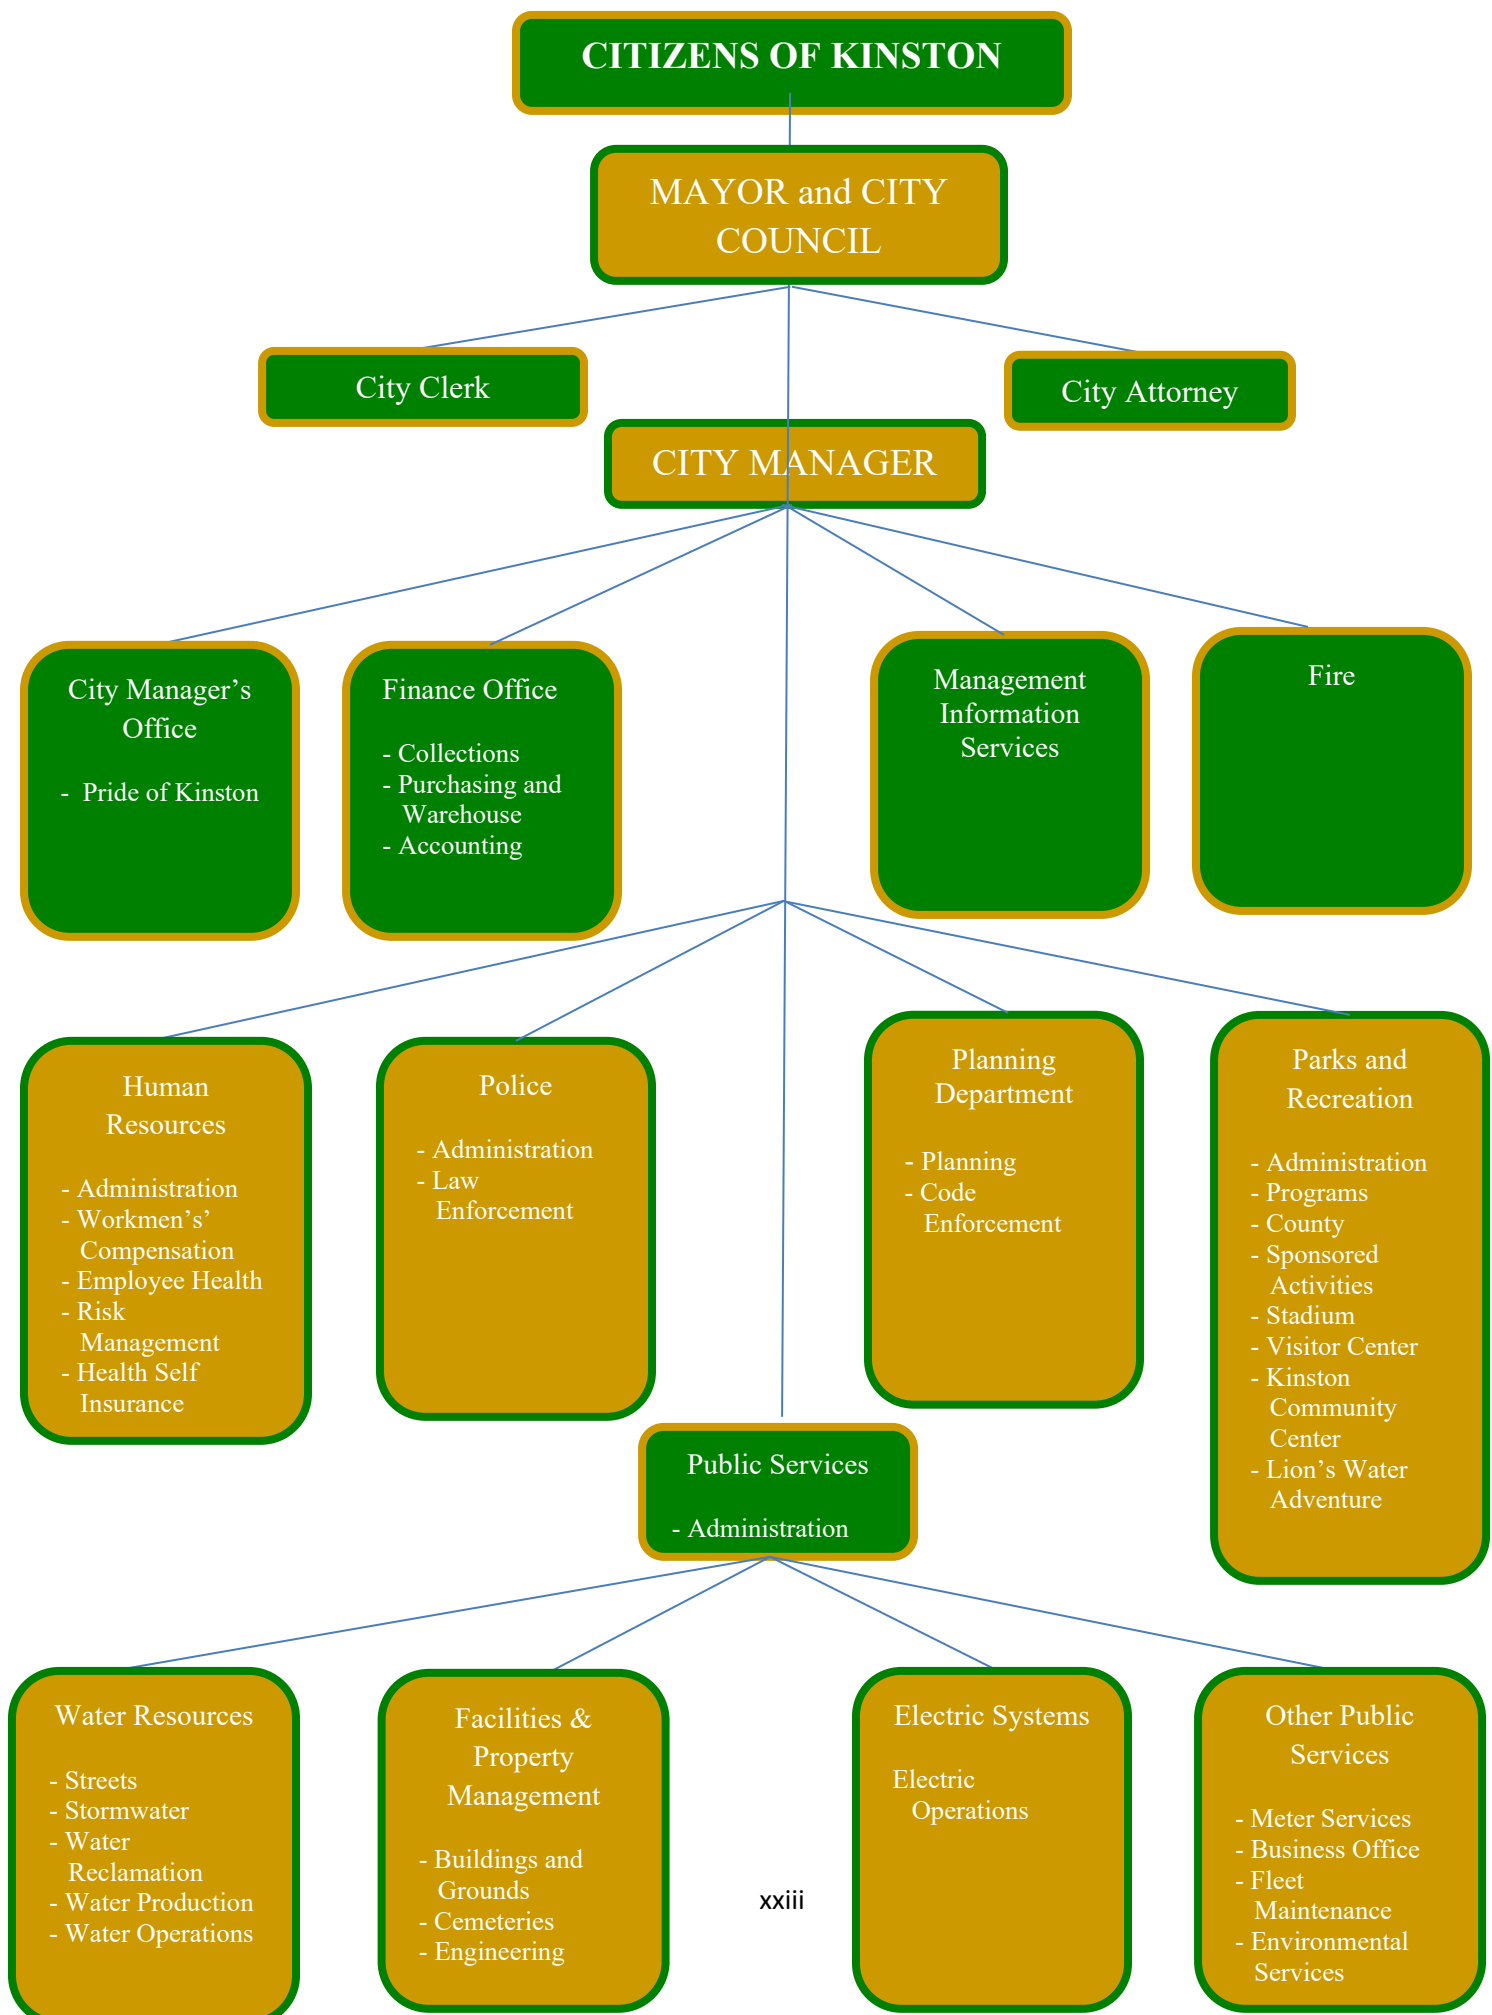 CITIZENS OF KINSTON
MAYOR and CITY
COUNCIL
City Clerk
City Attorney
CITY MANAGER
City Manager’s
Office
- Pride of Kinston
Finance Office
- Collections
- Purchasing and
Warehouse
- Accounting
Management
Information
Services
Fire
Human
Resources
- Administration
- Workmen’s’
Compensation
- Employee Health
- Risk
Management
- Health Self
Insurance
Police
- Administration
- Law
Enforcement
Planning
Department
- Planning
- Code
Enforcement
Parks and
Recreation
- Administration
- Programs
- County
- Sponsored
Activities
- Stadium
- Visitor Center
- Kinston
Community
Center
- Lion’s Water
Adventure
Public Services
- Administration
Water Resources
- Streets
- Stormwater
- Water
Reclamation
- Water Production
- Water Operations
Facilities &
Property
Management
- Buildings and
Grounds
- Cemeteries
- Engineering
Electric Systems
Electric
Operations
Other Public
Services
- Meter Services
- Business Office
- Fleet
Maintenance
- Environmental
Services
xxiii